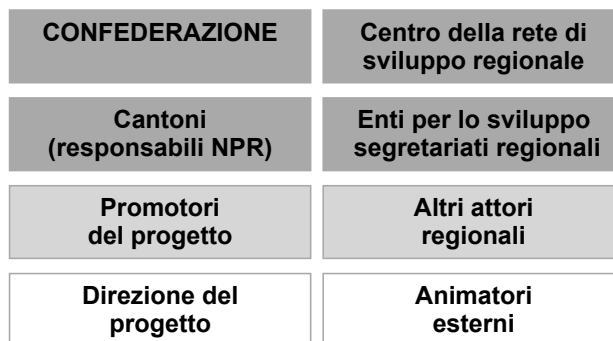 CONFEDERAZIONE
Centro della rete di
sviluppo regionale
Cantoni
(responsabili NPR)
Enti per lo sviluppo
segretariati regionali
Promotori
del progetto
Altri attori
regionali
Direzione del
progetto
Animatori
esterni